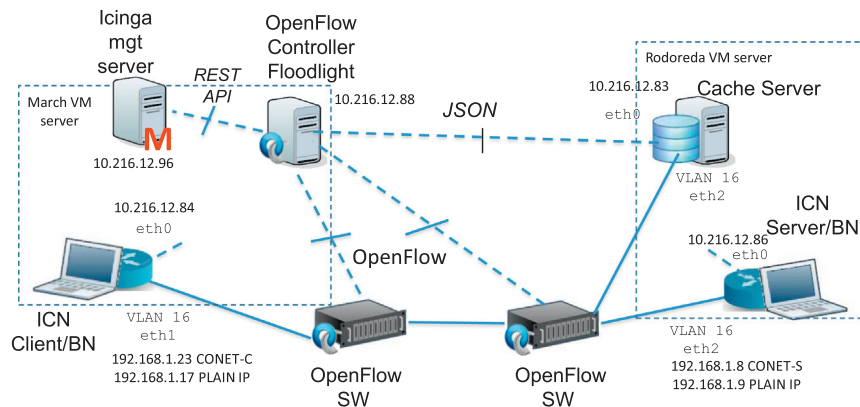 Icinga
mgt
server
OpenFlow
Controller
Floodlight
REST
API
10.216.12.88
JSON
Rodoreda VM server
10.216.12.83
Cache Server
eth0
March VM
server
M
10.216.12.96
VLAN 16
eth2
ICN
Server/BN
10.216.12.84
eth0
10.216.12.86
eth0
OpenFlow
ICN
Client/BN
VLAN 16
eth1
192.168.1.23 CONET-C
192.168.1.17 PLAIN IP
OpenFlow
SW
OpenFlow
SW
VLAN 16
eth2
192.168.1.8 CONET-S
192.168.1.9 PLAIN IP